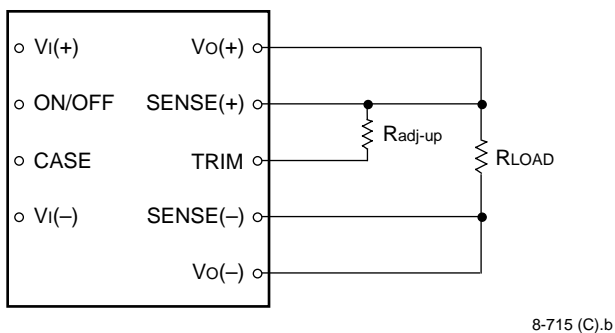 VI(+) VO(+)
ON/OFF SENSE(+)
Radj-up
CASE TRIM
RLOAD
VI(–) SENSE(–)
VO(–)
8-715 (C).b